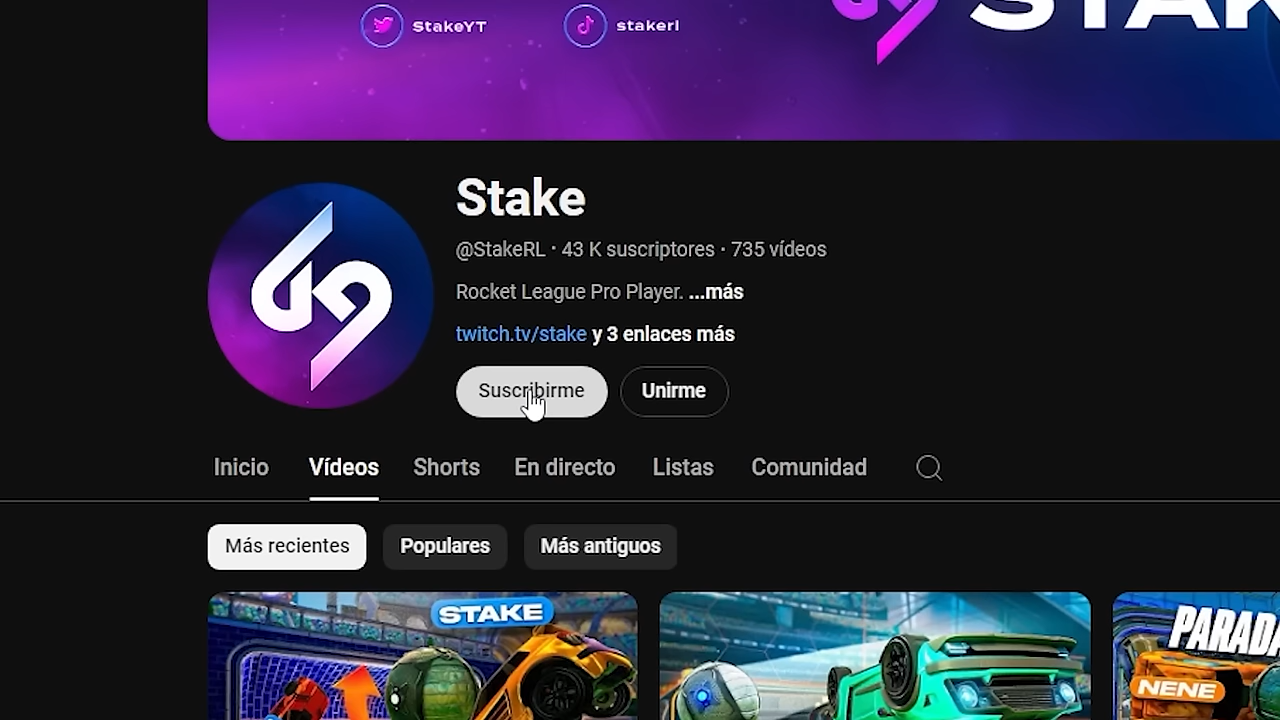 StakeYT stakerl
Stake
@StakeRL · 43 K suscriptores · 735 vídeos
Rocket League Pro Player. ...más
twitch.tv/stake y 3 enlaces más
Suscribirme Unirme
Inicio Vídeos Shorts En directo Listas Comunidad
Más recientes Populares Más antiguos
STAKE
NENE